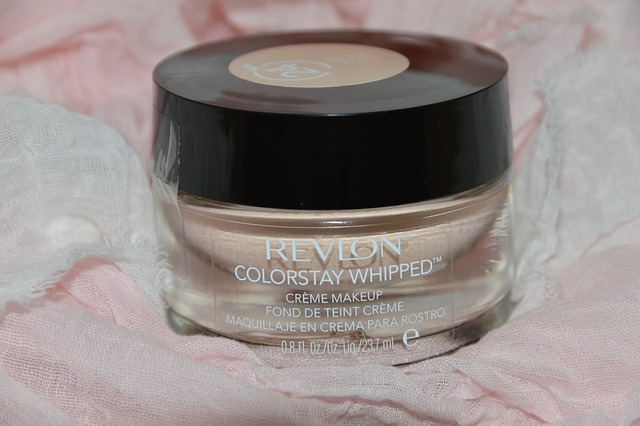 24
REVLON®
COLORSTAY WHIPPED™
CRÈME MAKEUP
FOND DE TEINT CRÈME
MAQUILLAJE EN CREMA PARA ROSTRO
0.8 fl. Oz/Oz. Liq/23.7 ml ℮